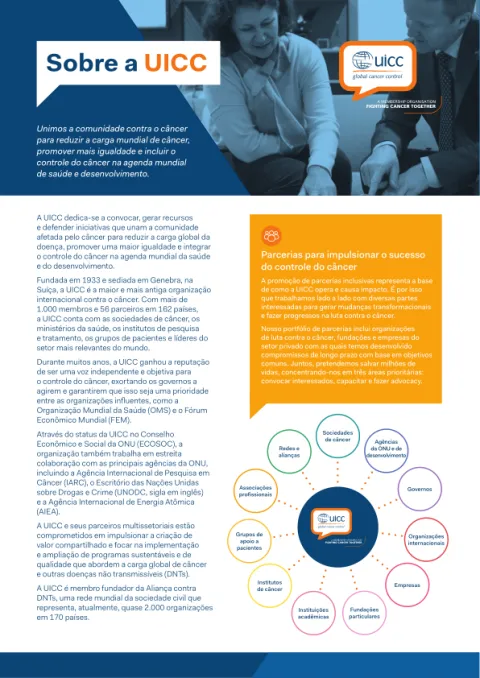 Sobre a UICC
uicc
global cancer control
A MEMBERSHIP ORGANISATION
FIGHTING CANCER TOGETHER
Unimos a comunidade contra o câncer
para reduzir a carga mundial de câncer,
promover mais igualdade e incluir o
controle do câncer na agenda mundial
de saúde e desenvolvimento.
A UICC dedica-se a convocar, gerar recursos
e defender iniciativas que unam a comunidade
afetada pelo câncer para reduzir a carga global da
doença, promover uma maior igualdade e integrar
o controle do câncer na agenda mundial da saúde
e do desenvolvimento.
Fundada em 1933 e sediada em Genebra, na
Suíça, a UICC é a maior e mais antiga organização
internacional contra o câncer. Com mais de
1.000 membros e 56 parceiros em 162 países,
a UICC conta com as sociedades de câncer, os
ministérios da saúde, os institutos de pesquisa
e tratamento, os grupos de pacientes e líderes do
setor mais relevantes do mundo.
Durante muitos anos, a UICC ganhou a reputação
de ser uma voz independente e objetiva para
o controle do câncer, exortando os governos a
agirem e garantirem que isso seja uma prioridade
entre as organizações influentes, como a
Organização Mundial da Saúde (OMS) e o Fórum
Econômico Mundial (FEM).
Através do status da UICC no Conselho
Econômico e Social da ONU (ECOSOC), a
organização também trabalha em estreita
colaboração com as principais agências da ONU,
incluindo a Agência Internacional de Pesquisa em
Câncer (IARC), o Escritório das Nações Unidas
sobre Drogas e Crime (UNODC, sigla em inglês)
e a Agência Internacional de Energia Atômica
(AIEA).
A UICC e seus parceiros multissetoriais estão
comprometidos em impulsionar a criação de
valor compartilhado e focar na implementação
e ampliação de programas sustentáveis e de
qualidade que abordem a carga global de câncer
e outras doenças não transmissíveis (DNTs).
A UICC é membro fundador da Aliança contra
DNTs, uma rede mundial da sociedade civil que
representa, atualmente, quase 2.000 organizações
em 170 países.
Parcerias para impulsionar o sucesso
do controle do câncer
A promoção de parcerias inclusivas representa a base
de como a UICC opera e causa impacto. É por isso
que trabalhamos lado a lado com diversas partes
interessadas para gerar mudanças transformacionais
e fazer progressos na luta contra o câncer.
Nosso portfólio de parcerias inclui organizações
de luta contra o câncer, fundações e empresas do
setor privado com as quais temos desenvolvido
compromissos de longo prazo com base em objetivos
comuns. Juntos, pretendemos salvar milhões de
vidas, concentrando-nos em três áreas prioritárias:
convocar interessados, capacitar e fazer advocacy.
Sociedades
de câncer
Agências
da ONU e de
desenvolvimento
Governos
Organizações
internacionais
Empresas
Fundações
particulares
Instituições
acadêmicas
Institutos
de câncer
Grupos de
apoio a
pacientes
Associações
profissionais
Redes e
alianças
uicc
global cancer control
A MEMBERSHIP ORGANISATION
FIGHTING CANCER TOGETHER